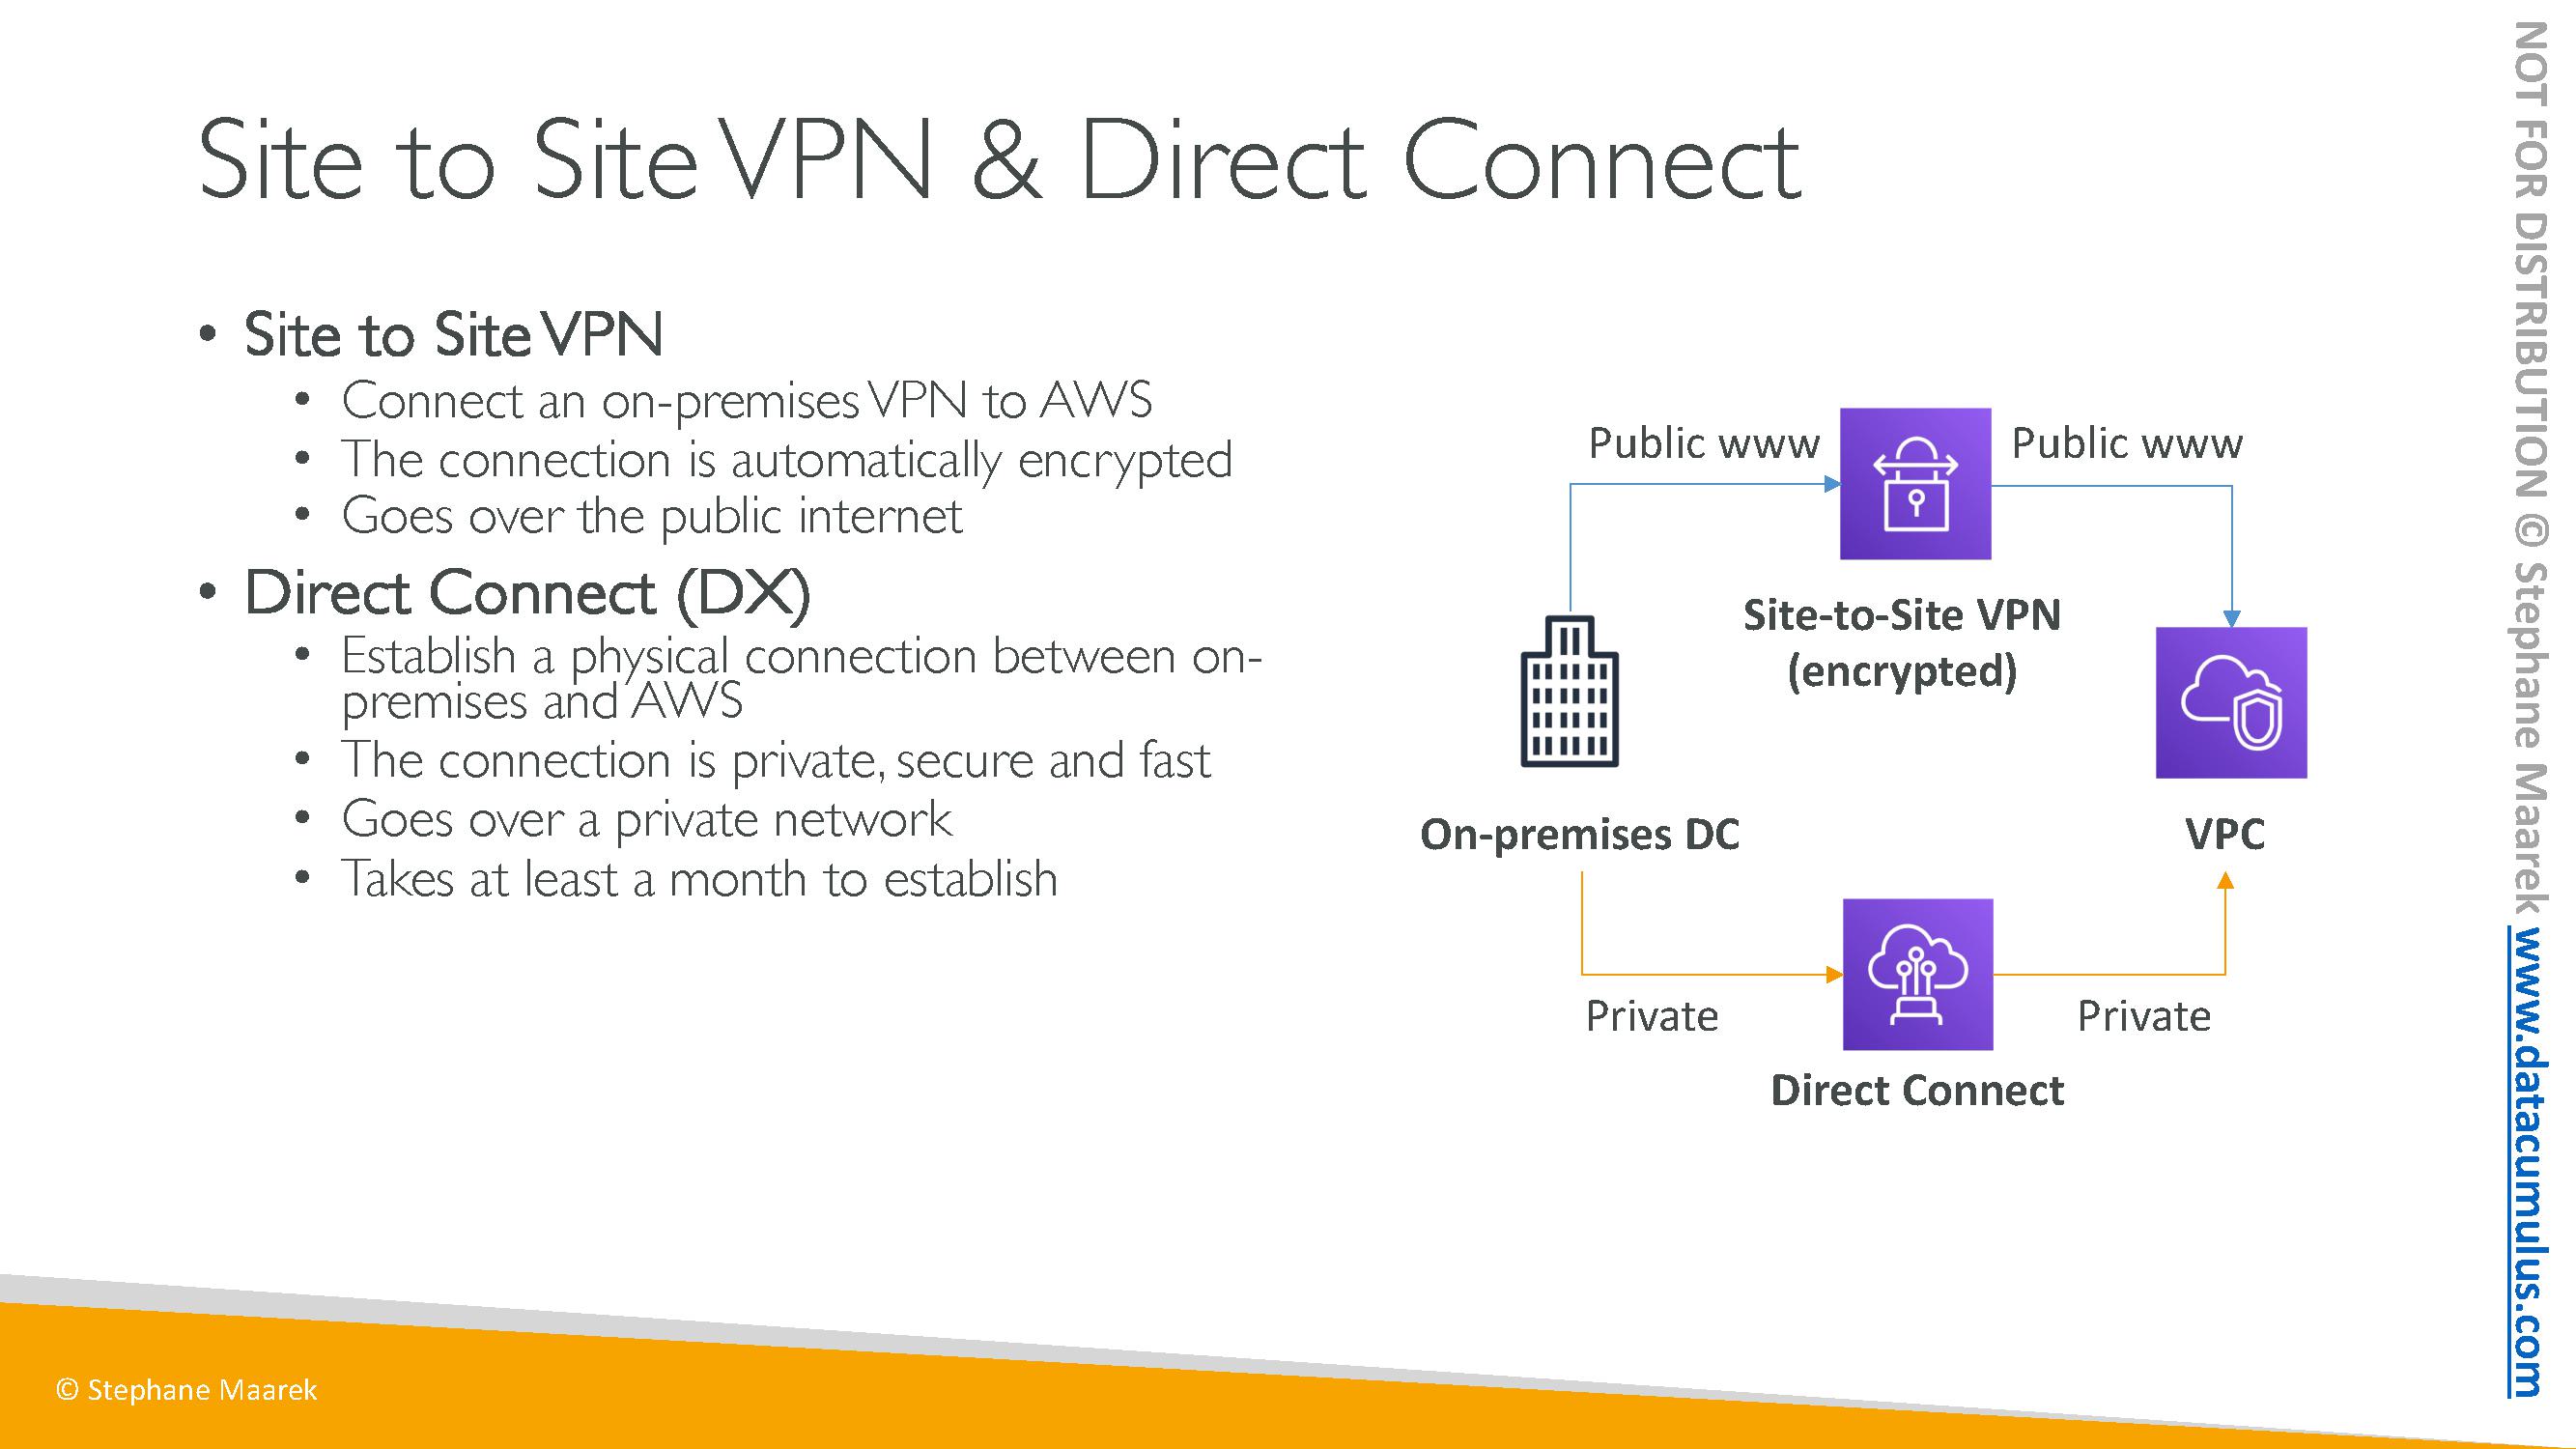 Site to Site VPN & Direct Connect
• Site to Site VPN
• Connect an on-premises VPN to AWS
• The connection is automatically encrypted
• Goes over the public internet
• Direct Connect (DX)
• Establish a physical connection between on-
premises and AWS
• The connection is private, secure and fast
• Goes over a private network
• Takes at least a month to establish
Public www
Public www
Site-to-Site VPN
(encrypted)
On-premises DC
VPC
Private
Private
Direct Connect
© Stephane Maarek
NOT FOR DISTRIBUTION © Stephane Maarek www.datacumulus.com